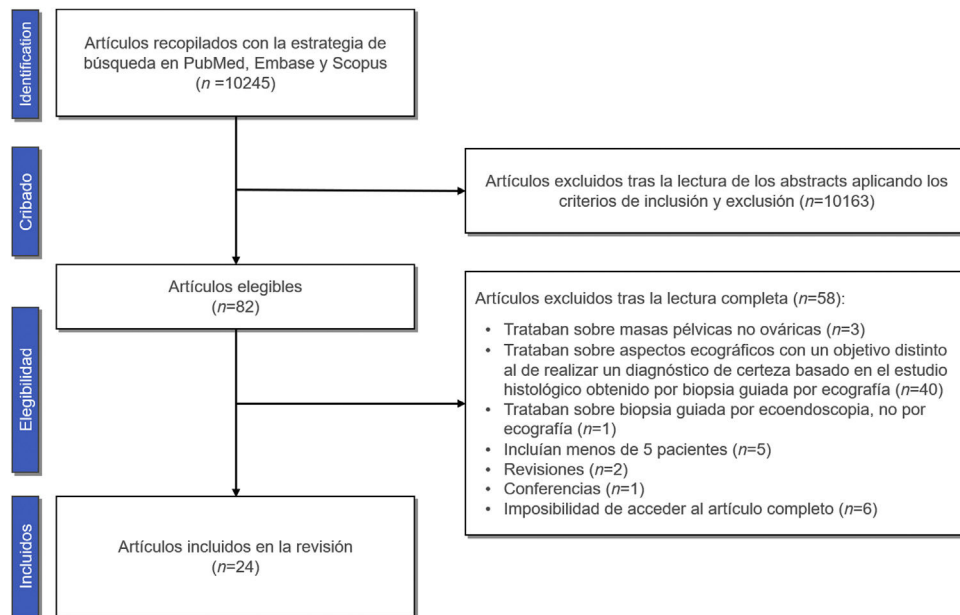 Identification
Artículos recopilados con la estrategia de
búsqueda en PubMed, Embase y Scopus
(n =10245)
Cribado
Artículos excluidos tras la lectura de los abstracts aplicando los
criterios de inclusión y exclusión (n=10163)
Artículos elegibles
(n=82)
Elegibilidad
Artículos excluidos tras la lectura completa (n=58):
• Trataban sobre masas pélvicas no ováricas (n=3)
• Trataban sobre aspectos ecográficos con un objetivo distinto
al de realizar un diagnóstico de certeza basado en el estudio
histológico obtenido por biopsia guiada por ecografía (n=40)
• Trataban sobre biopsia guiada por ecoendoscopia, no por
ecografía (n=1)
• Incluían menos de 5 pacientes (n=5)
• Revisiones (n=2)
• Conferencias (n=1)
• Imposibilidad de acceder al artículo completo (n=6)
Incluidos
Artículos incluidos en la revisión
(n=24)